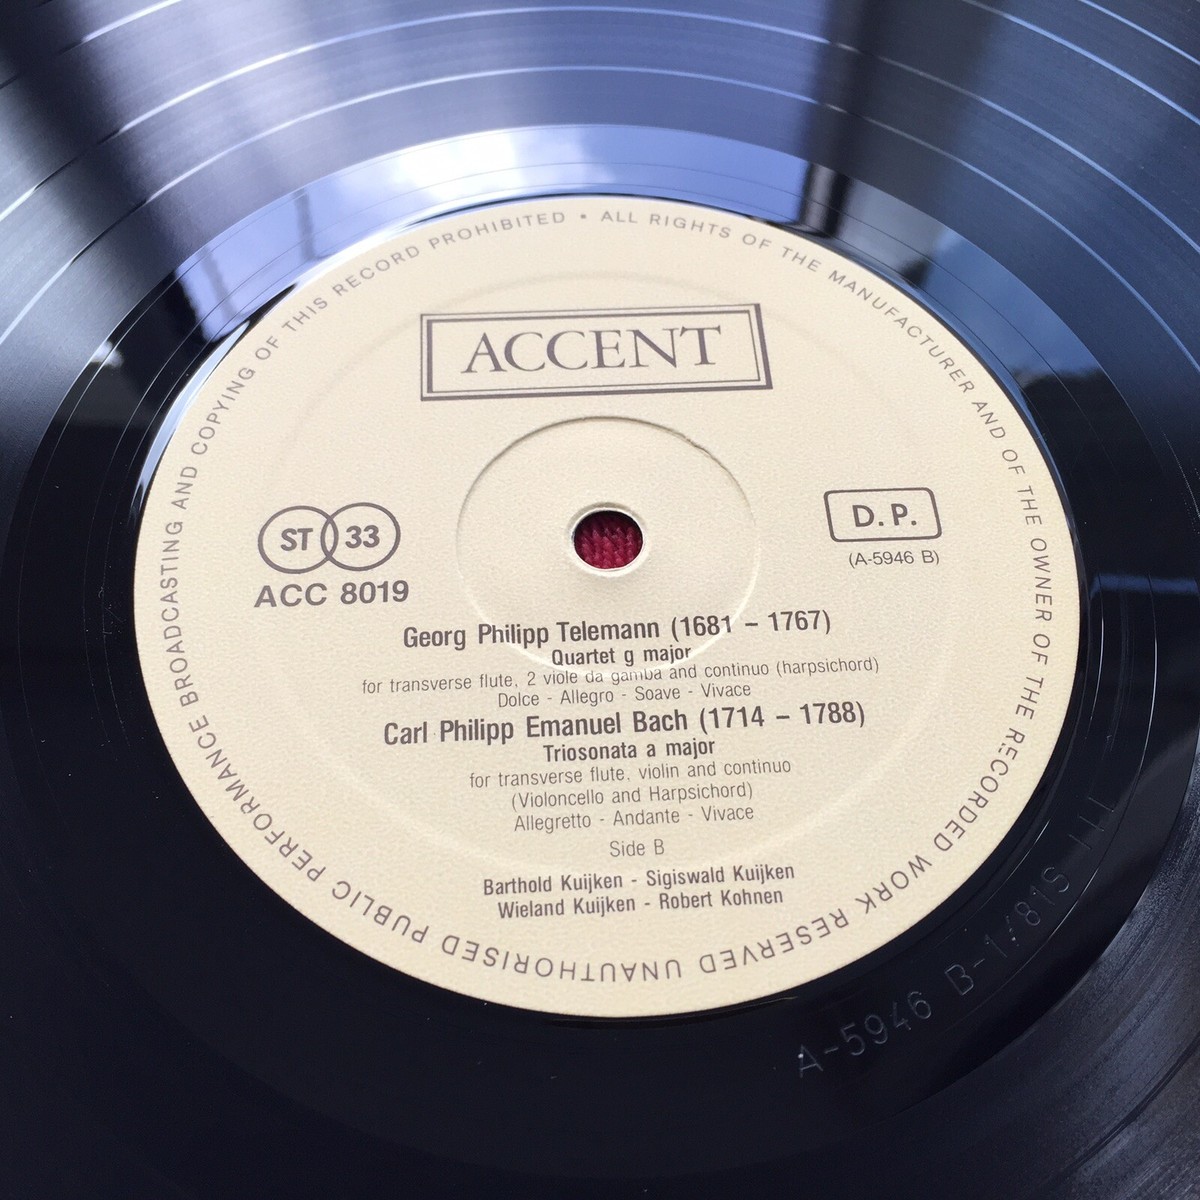 ALL RIGHTS OF THE MANUFACTURER AND OF THE OWNER OF THE RECORDED WORK RESERVED UNAUTHORISED PUBLIC PERFORMANCE BROADCASTING AND COPYING OF THIS RECORD PROHIBITED •
ACCENT
ST 33
ACC 8019
D.P.
(A-5946 B)
Georg Philipp Telemann (1681 – 1767)
Quartet g major
for transverse flute, 2 viole da gamba and continuo (harpsichord)
Dolce - Allegro - Soave - Vivace
Carl Philipp Emanuel Bach (1714 – 1788)
Triosonata a major
for transverse flute, violin and continuo
(Violoncello and Harpsichord)
Allegretto - Andante - Vivace
Side B
Barthold Kuijken - Sigiswald Kuijken
Wieland Kuijken - Robert Kohnen
A-5946 B-1/81S III